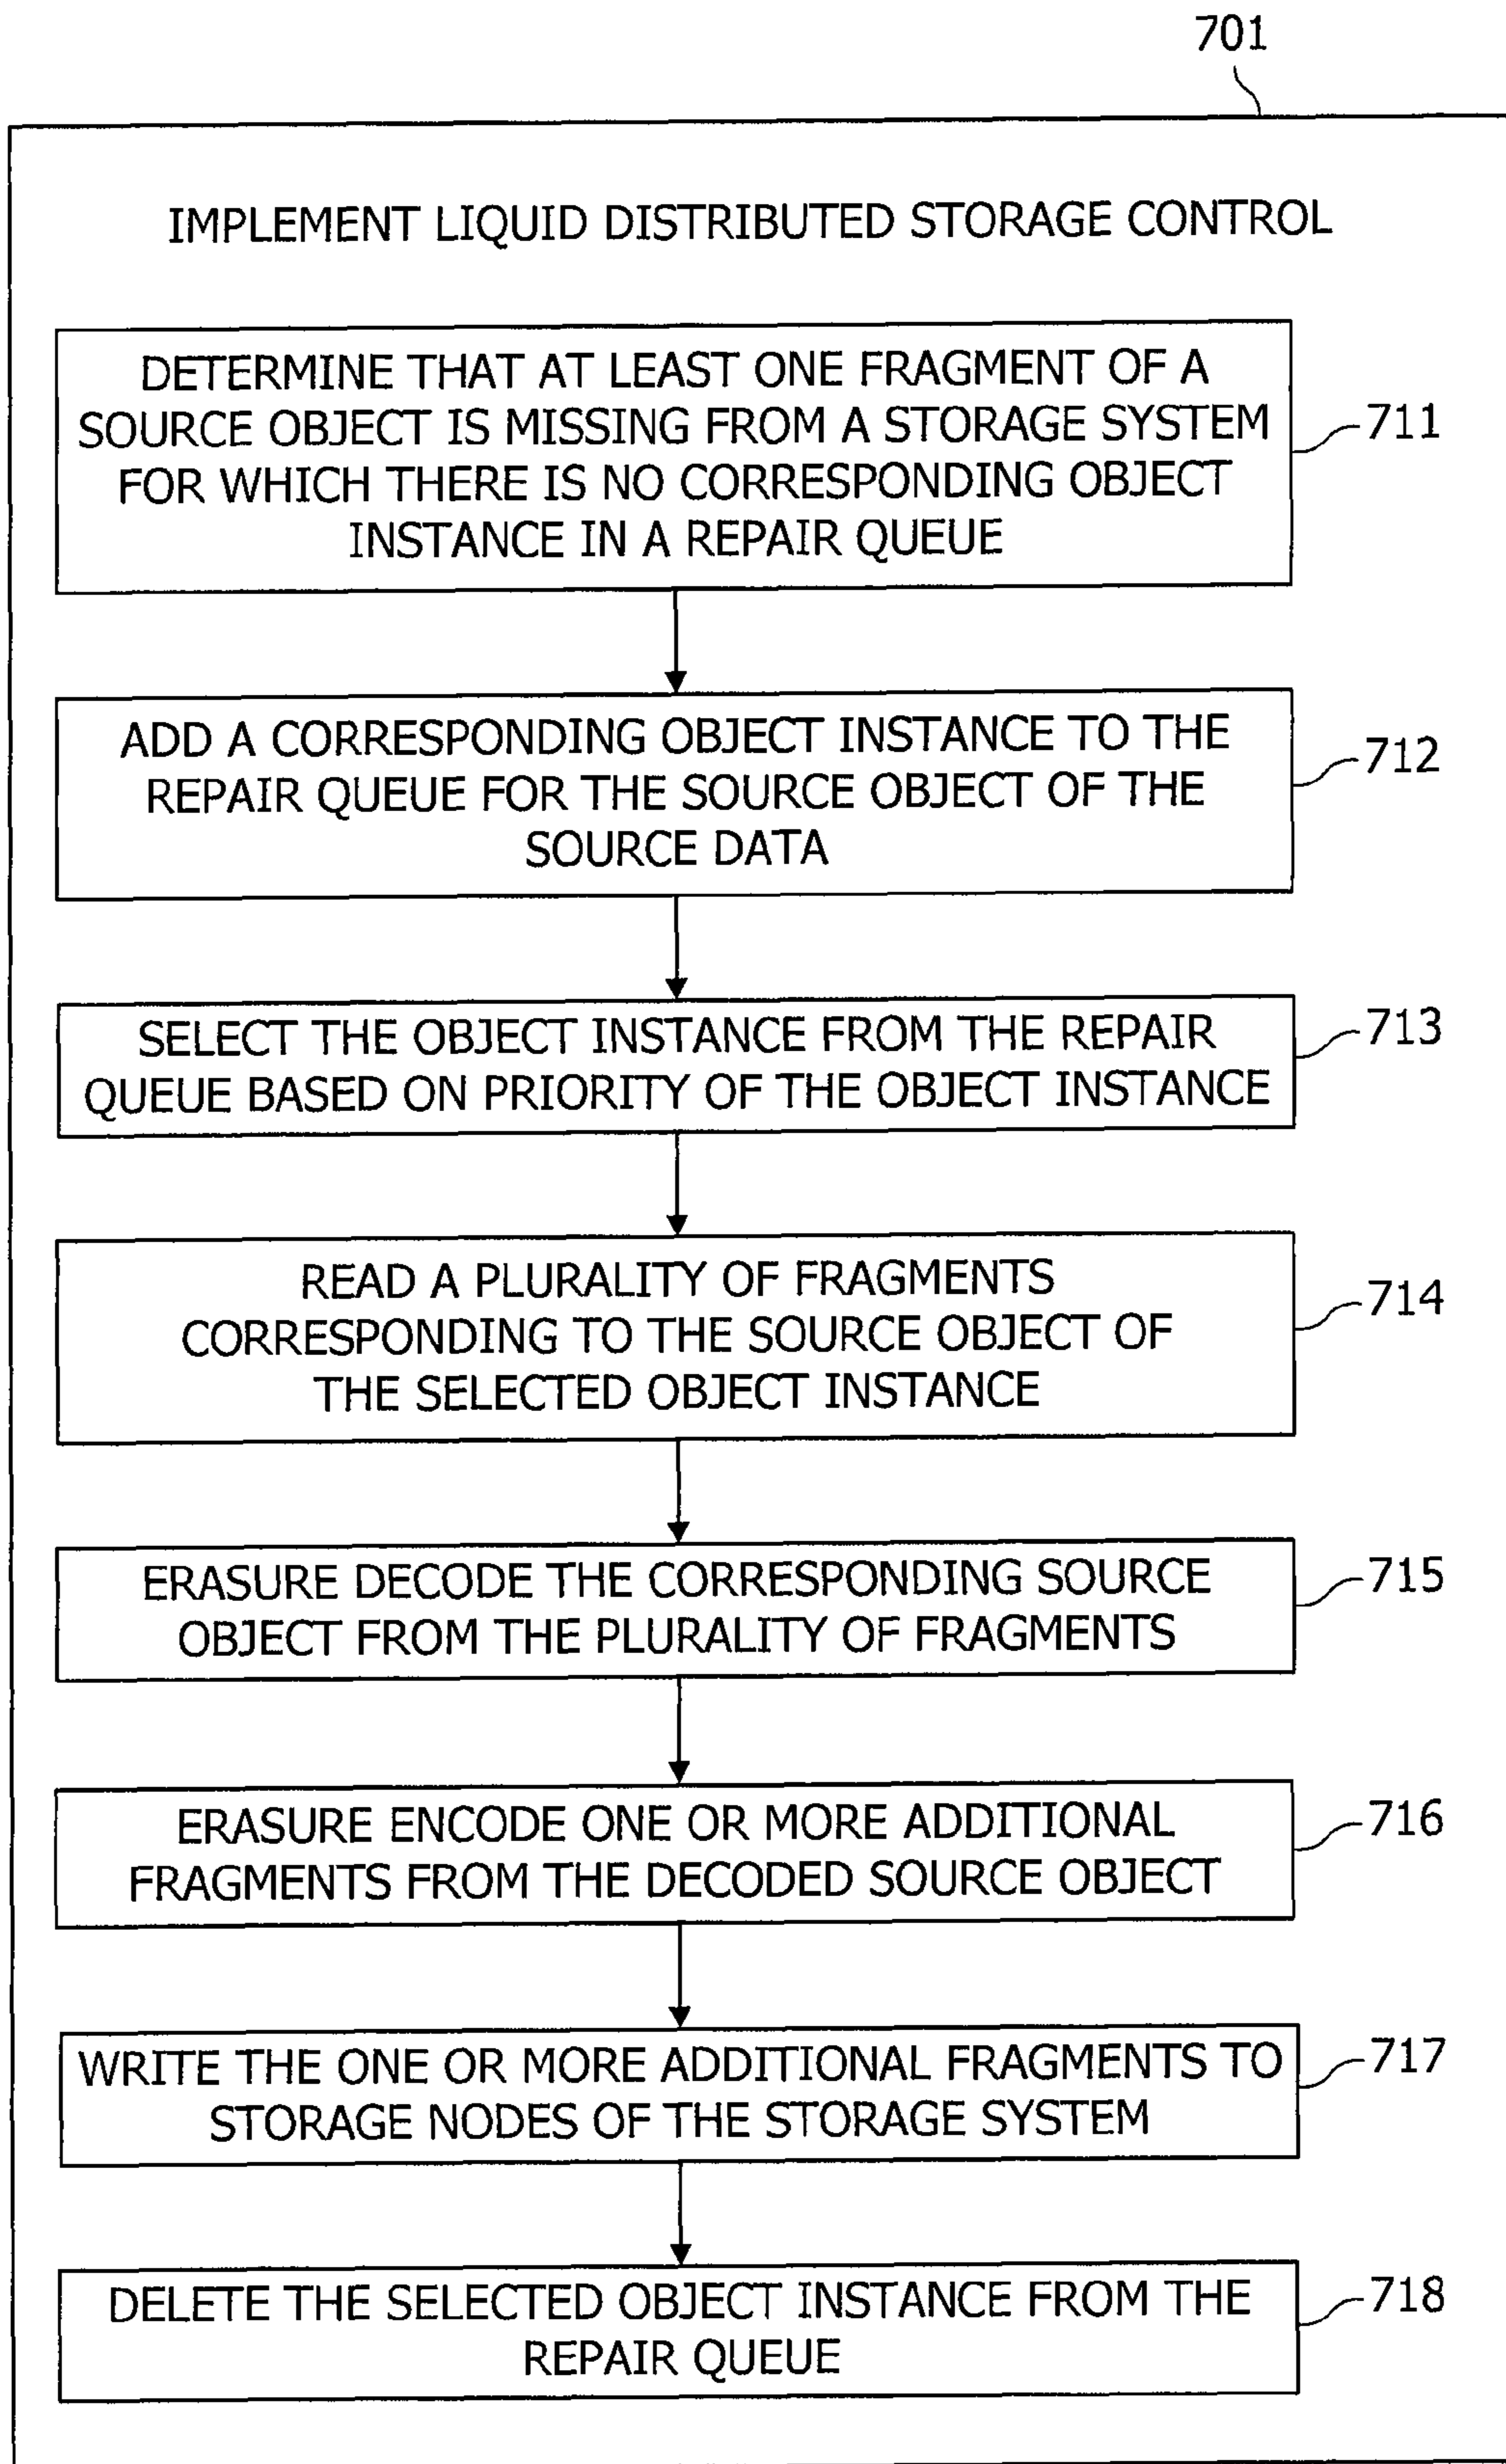 701
IMPLEMENT LIQUID DISTRIBUTED STORAGE CONTROL
DETERMINE THAT AT LEAST ONE FRAGMENT OF A
SOURCE OBJECT IS MISSING FROM A STORAGE SYSTEM
FOR WHICH THERE IS NO CORRESPONDING OBJECT
INSTANCE IN A REPAIR QUEUE
711
ADD A CORRESPONDING OBJECT INSTANCE TO THE
REPAIR QUEUE FOR THE SOURCE OBJECT OF THE
SOURCE DATA
712
SELECT THE OBJECT INSTANCE FROM THE REPAIR
QUEUE BASED ON PRIORITY OF THE OBJECT INSTANCE
713
READ A PLURALITY OF FRAGMENTS
CORRESPONDING TO THE SOURCE OBJECT OF
THE SELECTED OBJECT INSTANCE
714
ERASURE DECODE THE CORRESPONDING SOURCE
OBJECT FROM THE PLURALITY OF FRAGMENTS
715
ERASURE ENCODE ONE OR MORE ADDITIONAL
FRAGMENTS FROM THE DECODED SOURCE OBJECT
716
WRITE THE ONE OR MORE ADDITIONAL FRAGMENTS TO
STORAGE NODES OF THE STORAGE SYSTEM
717
DELETE THE SELECTED OBJECT INSTANCE FROM THE
REPAIR QUEUE
718